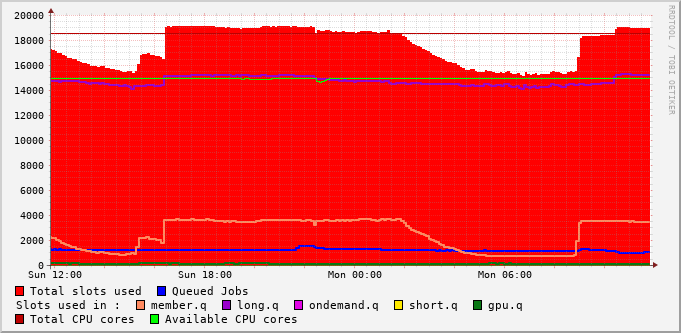 RRDTOOL / TOBI OETIKER
20000
18000
16000
14000
12000
10000
8000
6000
4000
2000
0
Sun 12:00 Sun 18:00 Mon 00:00 Mon 06:00
Total slots used Queued Jobs
Slots used in : member.q long.q ondemand.q short.q gpu.q
Total CPU cores Available CPU cores